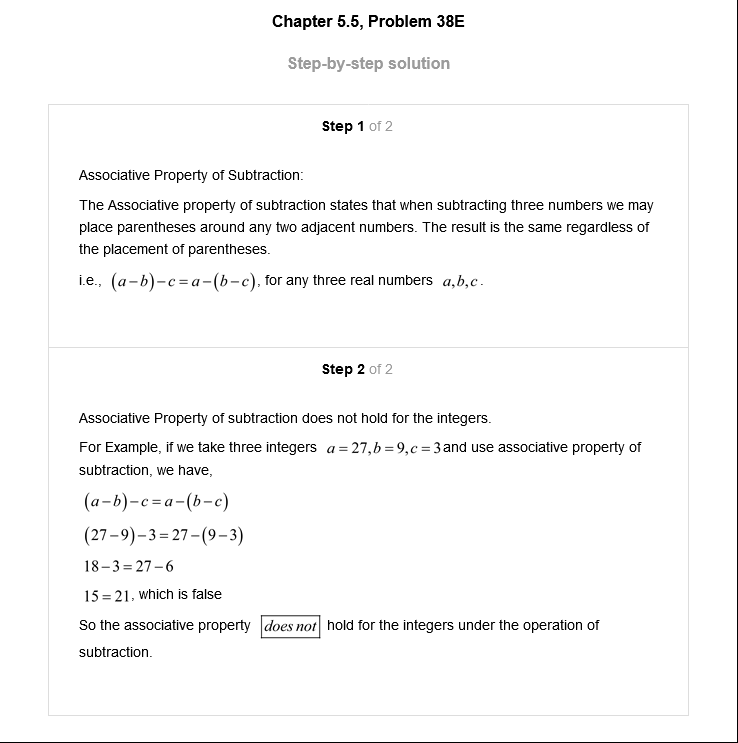 Chapter 5.5, Problem 38E
Step-by-step solution
Step 1 of 2
Associative Property of Subtraction:
The Associative property of subtraction states that when subtracting three numbers we may
place parentheses around any two adjacent numbers. The result is the same regardless of
the placement of parentheses.
i.e., (a−b)−c=a−(b−c), for any three real numbers a,b,c.
Step 2 of 2
Associative Property of subtraction does not hold for the integers.
For Example, if we take three integers a=27,b=9,c=3 and use associative property of
subtraction, we have,
(a−b)−c=a−(b−c)
(27−9)−3=27−(9−3)
18−3=27−6
15=21, which is false
So the associative property does not hold for the integers under the operation of
subtraction.